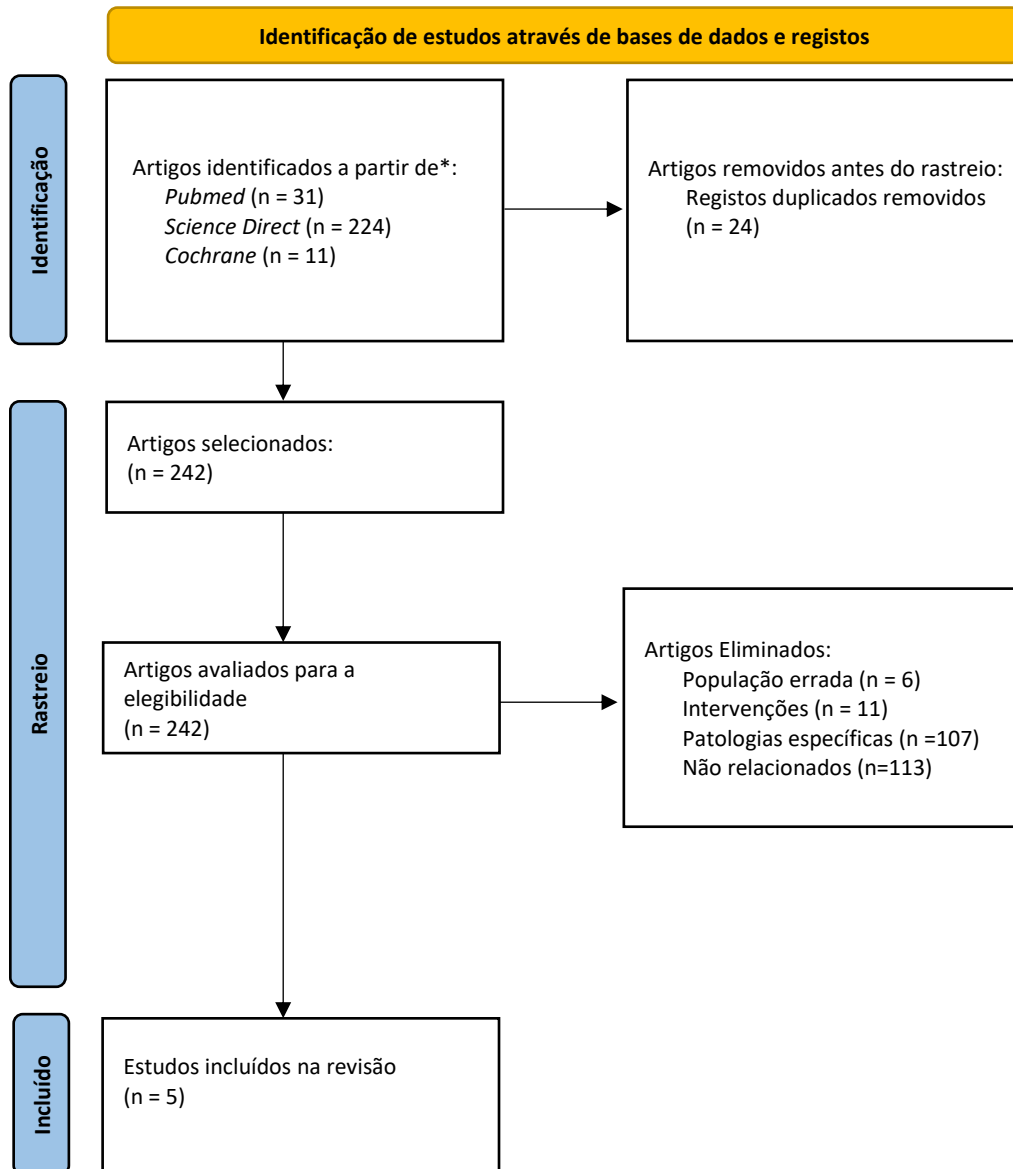 Identificação de estudos através de bases de dados e registos
Identificação
Artigos identificados a partir de*:
Pubmed (n = 31)
Science Direct (n = 224)
Cochrane (n = 11)
Artigos removidos antes do rastreio:
Registos duplicados removidos
(n = 24)
Rastreio
Artigos selecionados:
(n = 242)
Artigos avaliados para a
elegibilidade
(n = 242)
Artigos Eliminados:
População errada (n = 6)
Intervenções (n = 11)
Patologias específicas (n =107)
Não relacionados (n=113)
Incluído
Estudos incluídos na revisão
(n = 5)